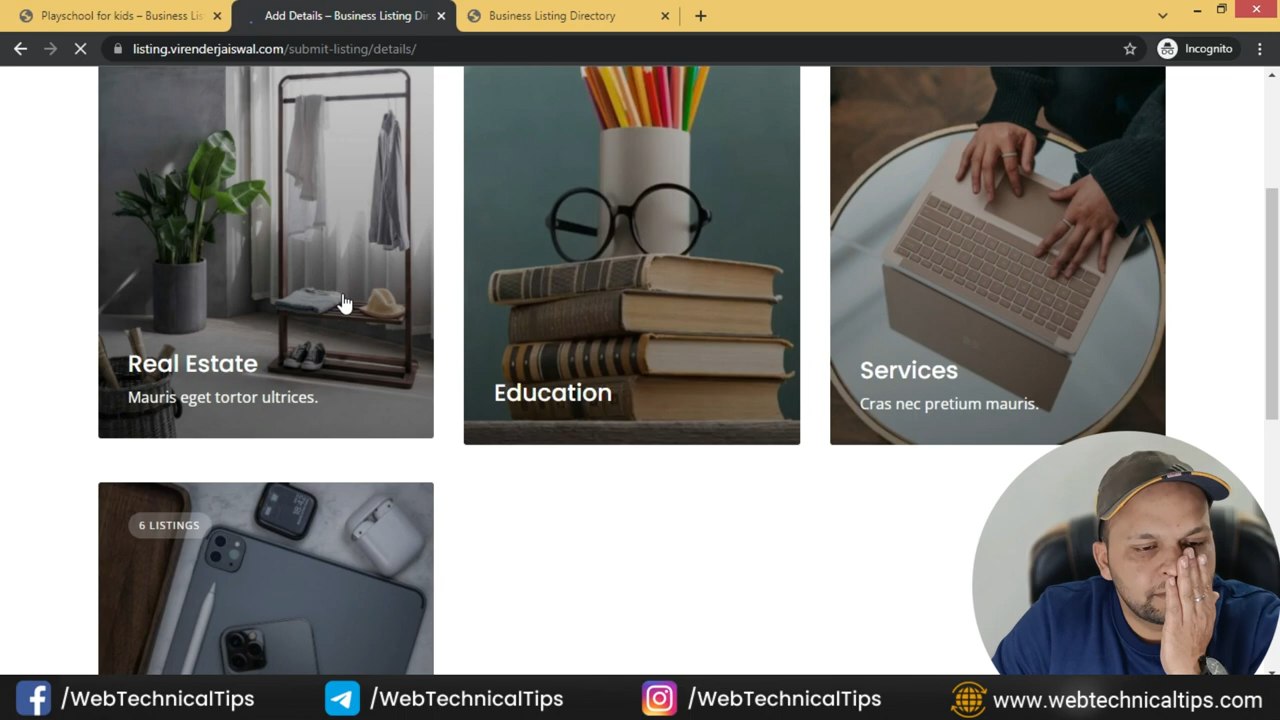 Playschool for kids – Business Lis
Add Details – Business Listing Di
Business Listing Directory
listing.virenderjaiswal.com/submit-listing/details/
Incognito
Real Estate
Mauris eget tortor ultrices.
Education
Services
Cras nec pretium mauris.
6 LISTINGS
/WebTechnicalTips
/WebTechnicalTips
/WebTechnicalTips
www.webtechnicaltips.com